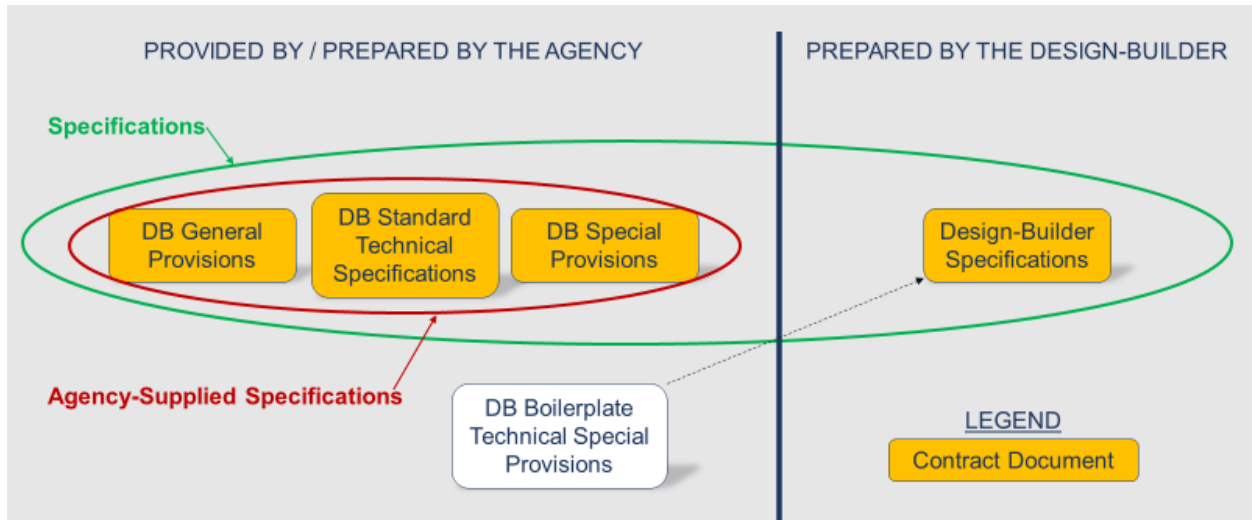 PROVIDED BY / PREPARED BY THE AGENCY
PREPARED BY THE DESIGN-BUILDER
Specifications
DB General
Provisions
DB Standard
Technical
Specifications
DB Special
Provisions
Design-Builder
Specifications
Agency-Supplied Specifications
DB Boilerplate
Technical Special
Provisions
LEGEND
Contract Document